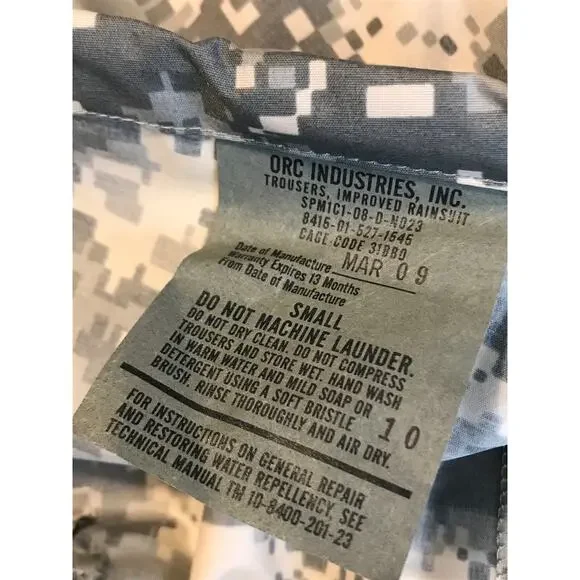 ORC INDUSTRIES, INC.
TROUSERS, IMPROVED RAINSUIT
SPM1C1-08-D-N023
8415-01-527-1545
CAGE CODE 31BB0
Date of Manufacture MAR 09
Warranty Expires 13 Months
From Date of Manufacture
SMALL
DO NOT MACHINE LAUNDER.
DO NOT DRY CLEAN. DO NOT COMPRESS
TROUSERS AND STORE WET. HAND WASH
IN WARM WATER AND MILD SOAP OR
DETERGENT USING A SOFT BRISTLE
BRUSH. RINSE THOROUGHLY AND AIR DRY.
10
FOR INSTRUCTIONS ON GENERAL REPAIR
AND RESTORING WATER REPELLENCY, SEE
TECHNICAL MANUAL TM 10-8400-201-23